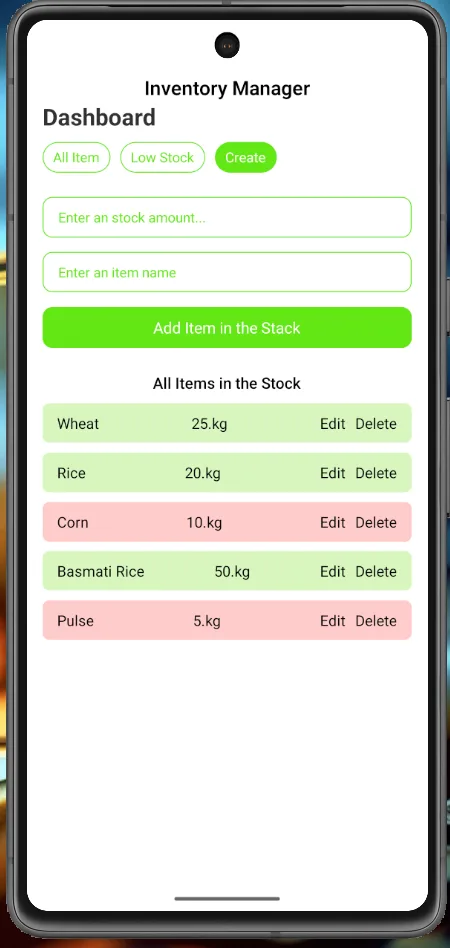 Inventory Manager
Dashboard
All Item Low Stock Create
Enter an stock amount...
Enter an item name
Add Item in the Stack
All Items in the Stock
Wheat 25.kg Edit Delete
Rice 20.kg Edit Delete
Corn 10.kg Edit Delete
Basmati Rice 50.kg Edit Delete
Pulse 5.kg Edit Delete